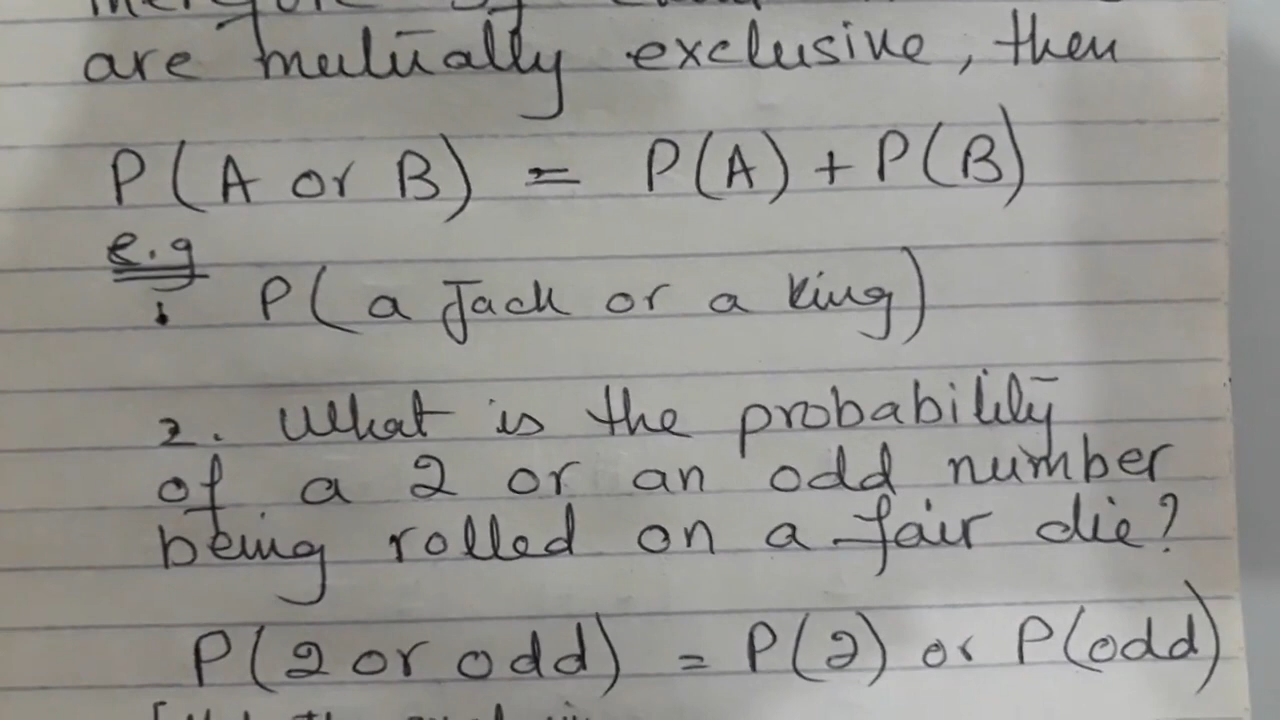 are mutually exclusive, then
P(A or B) = P(A) + P(B)
e.g
1. P(a Jack or a king)
2. What is the probability
of a 2 or an odd number
being rolled on a fair die?
P(2 or odd) = P(2) or P(odd)